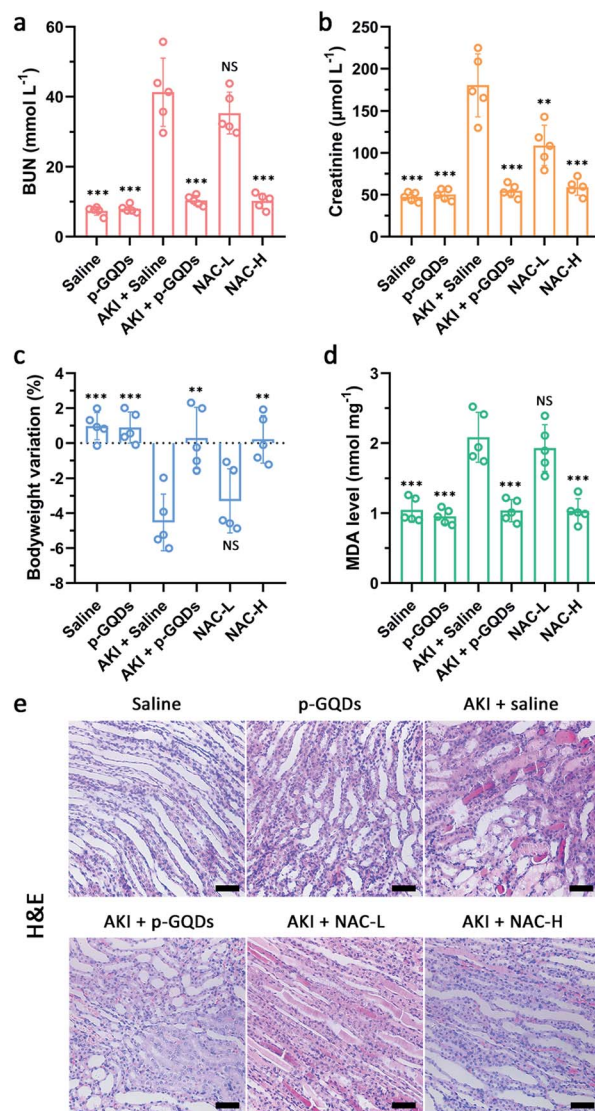 a
BUN (mmol L⁻¹)
60
40
20
0
***
***
***
NS
***
Saline
p-GQDs
AKI + Saline
AKI + p-GQDs
NAC-L
NAC-H
b
Creatinine (μmol L⁻¹)
250
200
150
100
50
0
***
***
***
**
***
Saline
p-GQDs
AKI + Saline
AKI + p-GQDs
NAC-L
NAC-H
c
Bodyweight variation (%)
4
2
0
-2
-4
-6
-8
***
***
**
NS
**
Saline
p-GQDs
AKI + Saline
AKI + p-GQDs
NAC-L
NAC-H
d
MDA level (nmol mg⁻¹)
3
2
1
0
***
***
***
NS
***
Saline
p-GQDs
AKI + Saline
AKI + p-GQDs
NAC-L
NAC-H
e
H&E
Saline
p-GQDs
AKI + saline
AKI + p-GQDs
AKI + NAC-L
AKI + NAC-H